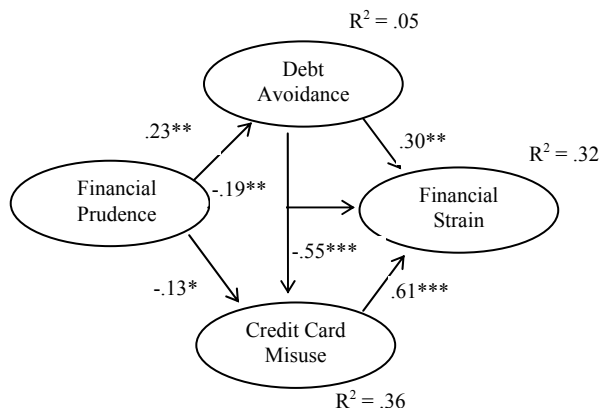 R² = .05
Debt
Avoidance
.23**
.30**
R² = .32
Financial
Prudence
-.19**
Financial
Strain
-.55***
-.13*
.61***
Credit Card
Misuse
R² = .36